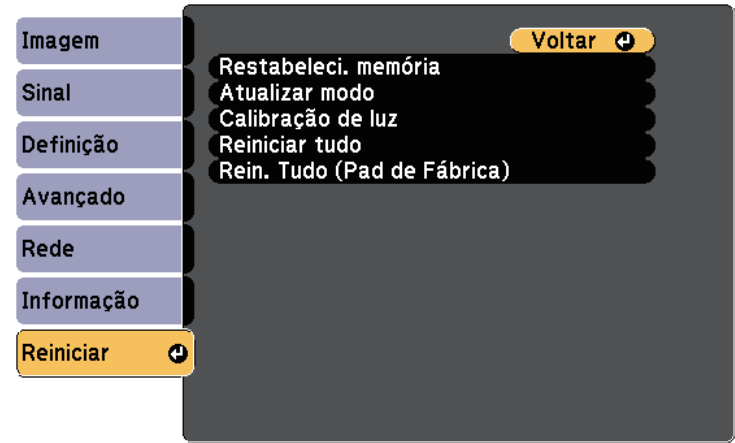 Imagem
Sinal
Definição
Avançado
Rede
Informação
Reiniciar
Voltar
Restabeleci. memória
Atualizar modo
Calibração de luz
Reiniciar tudo
Rein. Tudo (Pad de Fábrica)